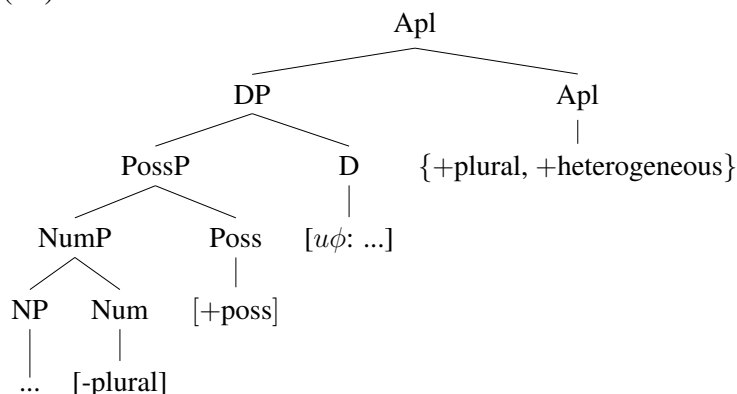 Apl
DP Apl
PossP D {+plural, +heterogeneous}
NumP Poss [uϕ: ...]
NP Num [+poss]
... [-plural]